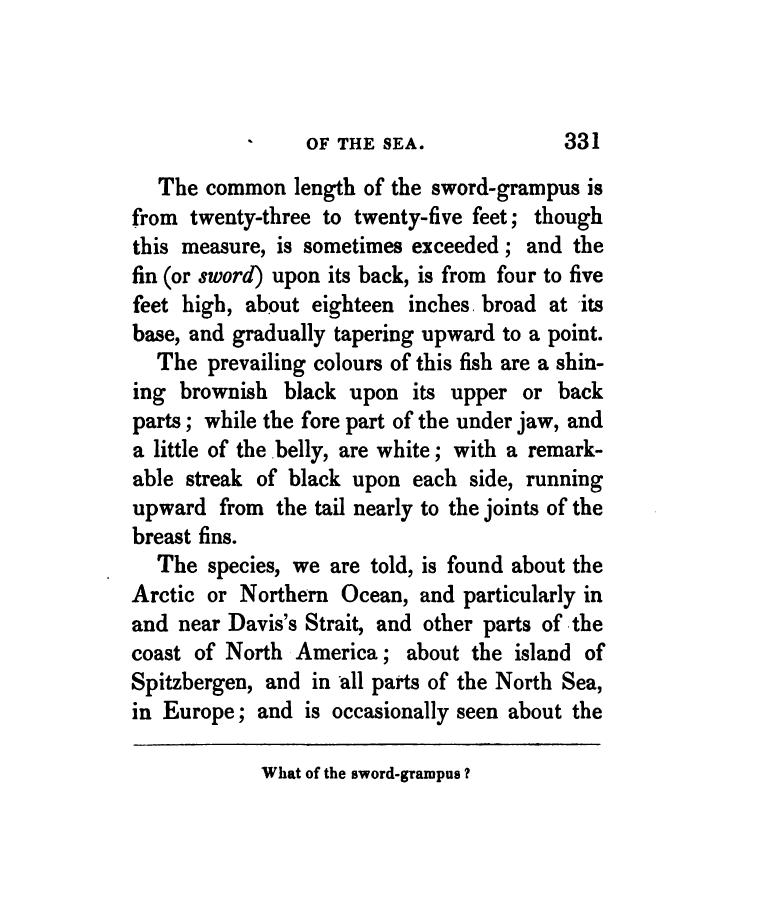 OF THE SEA. 331
The common length of the sword-grampus is
from twenty-three to twenty-five feet; though
this measure, is sometimes exceeded; and the
fin (or sword) upon its back, is from four to five
feet high, about eighteen inches broad at its
base, and gradually tapering upward to a point.
The prevailing colours of this fish are a shin-
ing brownish black upon its upper or back
parts; while the fore part of the under jaw, and
a little of the belly, are white; with a remark-
able streak of black upon each side, running
upward from the tail nearly to the joints of the
breast fins.
The species, we are told, is found about the
Arctic or Northern Ocean, and particularly in
and near Davis's Strait, and other parts of the
coast of North America; about the island of
Spitzbergen, and in all parts of the North Sea,
in Europe; and is occasionally seen about the
What of the sword-grampus?